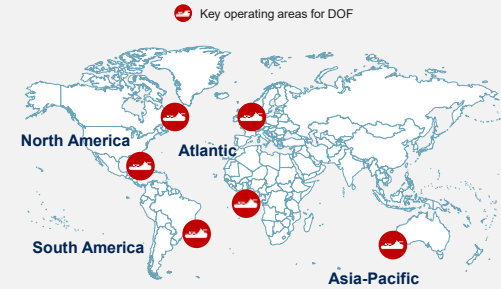 Key operating areas for DOF
North America
Atlantic
South America
Asia-Pacific